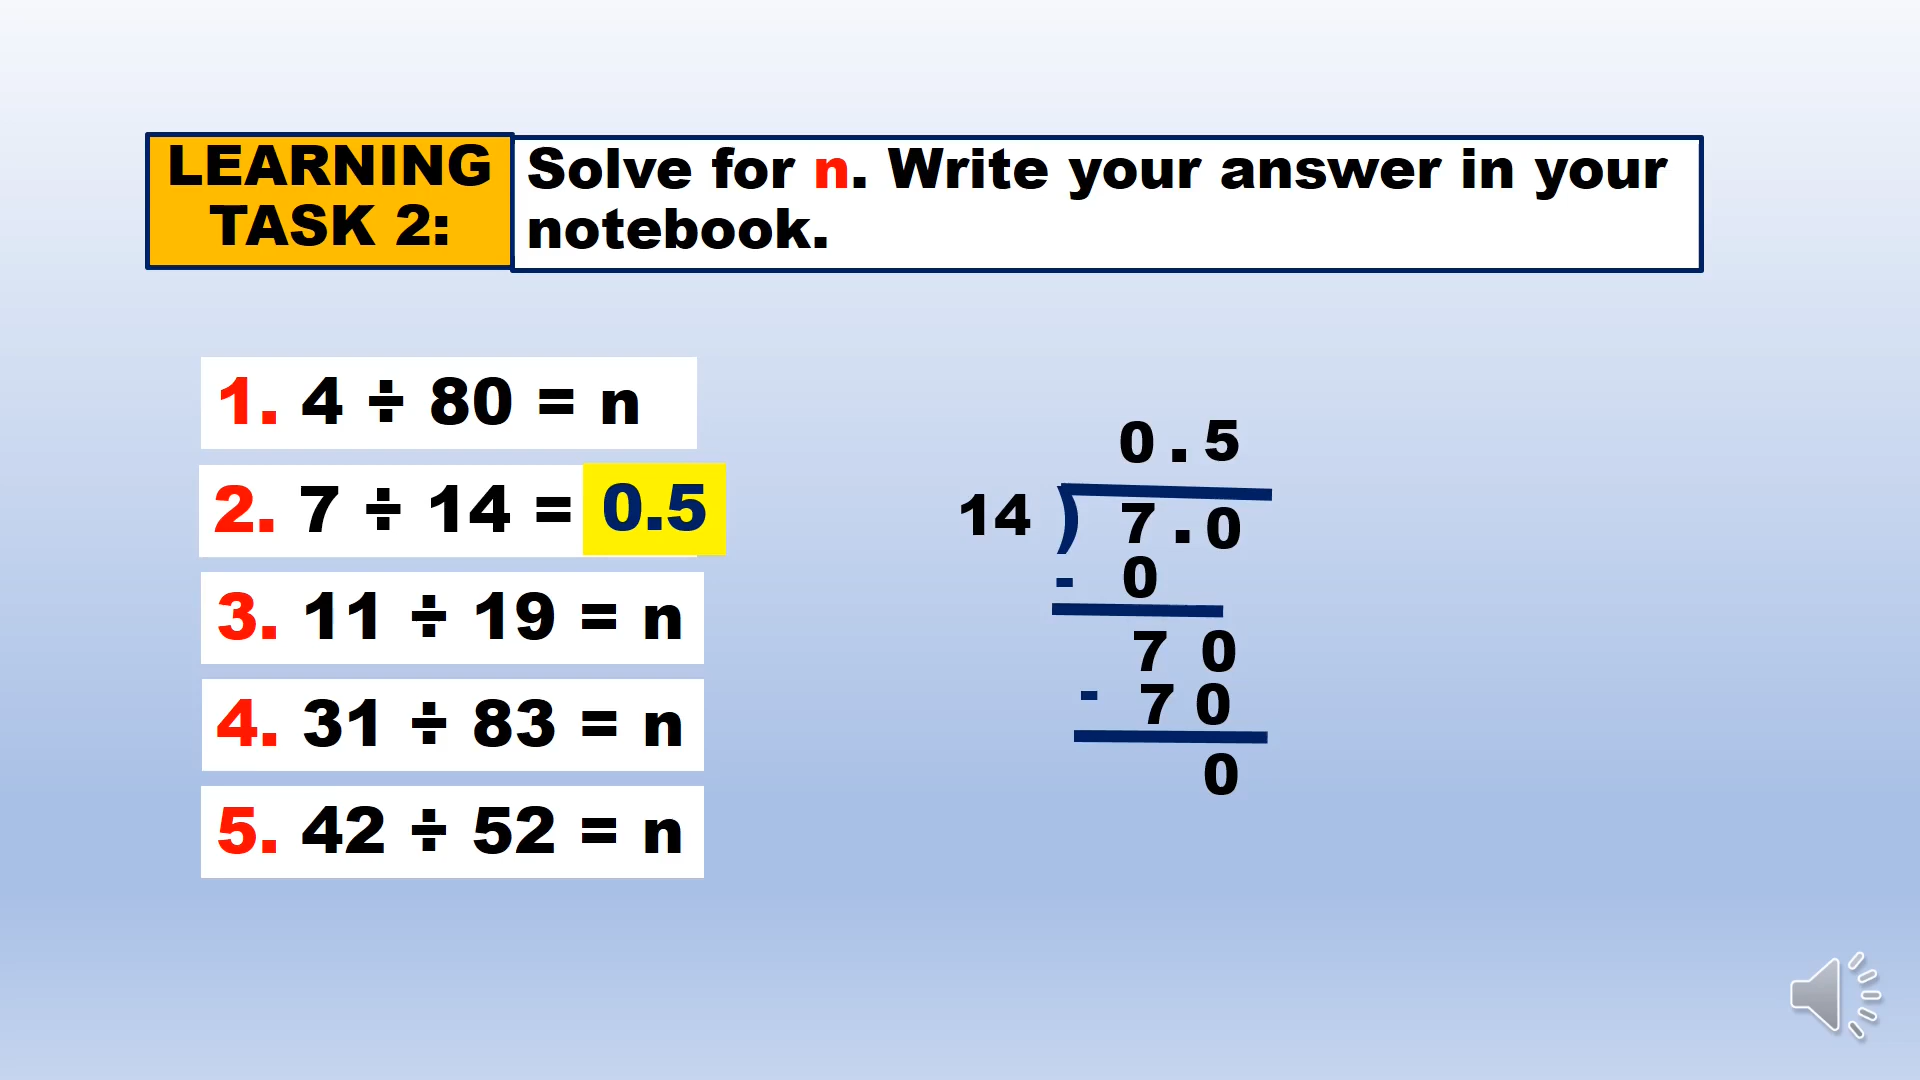 LEARNING
TASK 2:
Solve for n. Write your answer in your
notebook.
1. 4 ÷ 80 = n
2. 7 ÷ 14 = 0.5
3. 11 ÷ 19 = n
4. 31 ÷ 83 = n
5. 42 ÷ 52 = n
0.5
14 ) 7.0
- 0
7 0
- 7 0
0